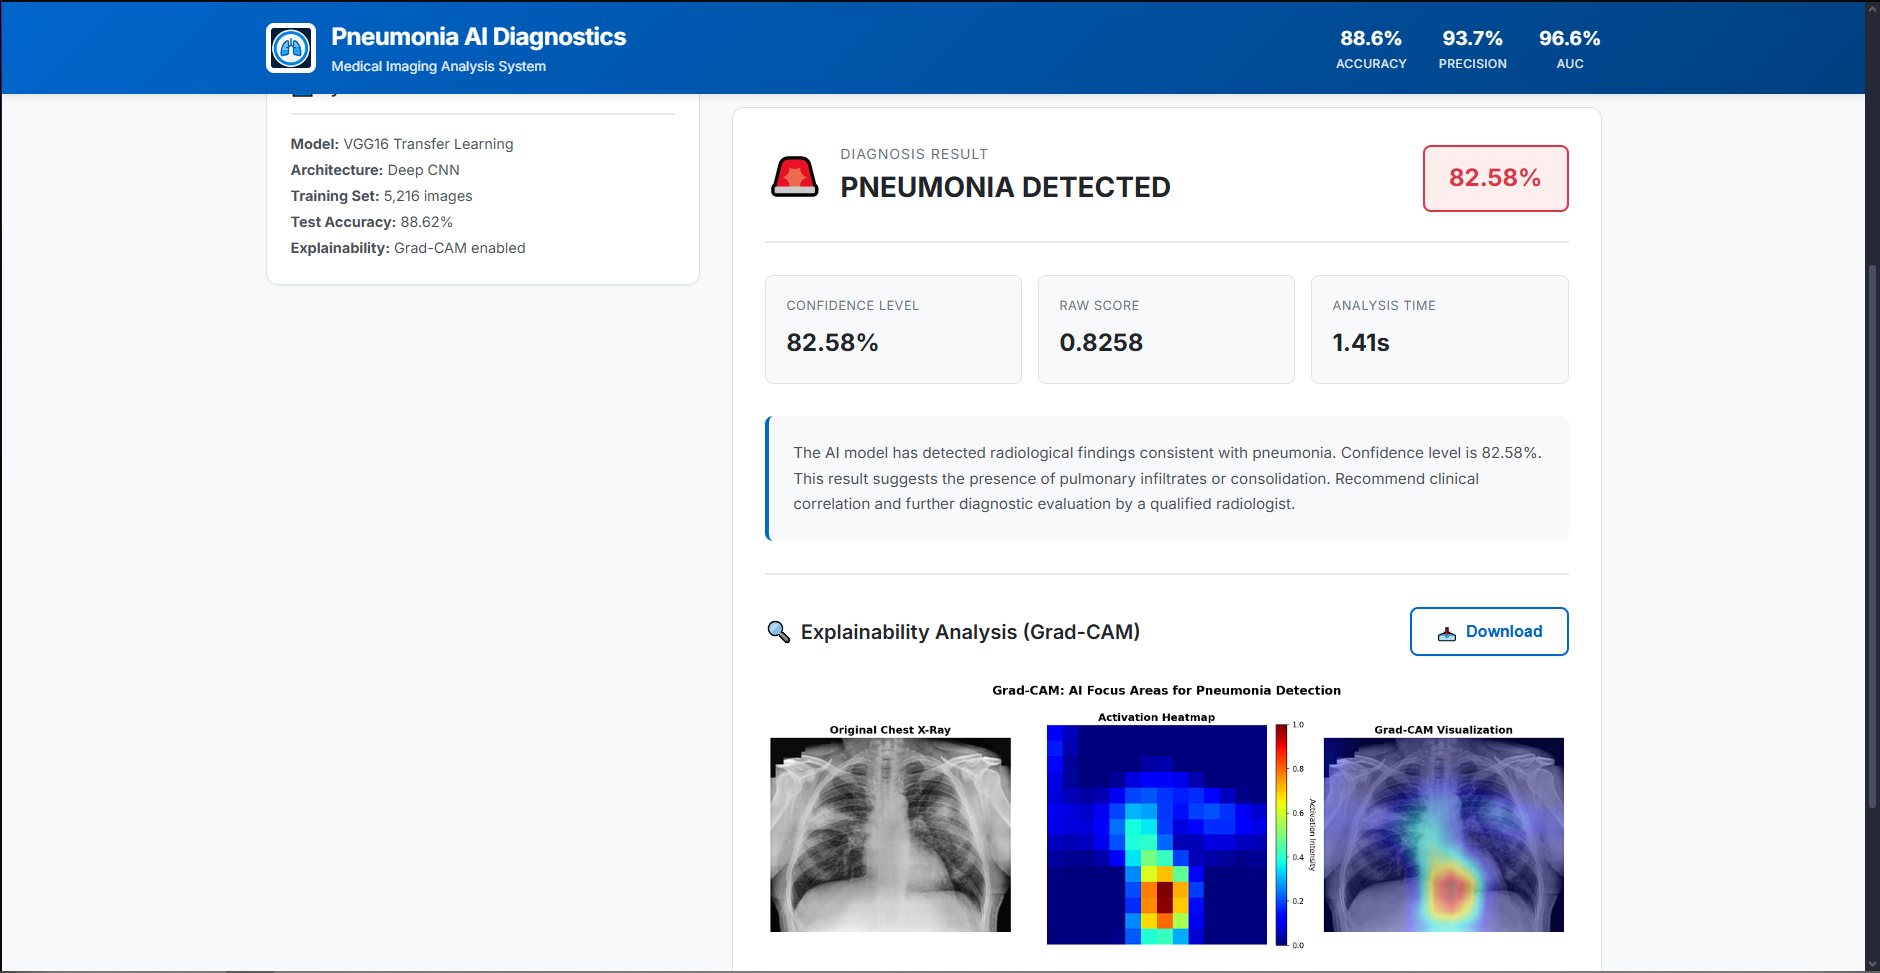 Pneumonia AI Diagnostics
Medical Imaging Analysis System
88.6%
ACCURACY
93.7%
PRECISION
96.6%
AUC
Model: VGG16 Transfer Learning
Architecture: Deep CNN
Training Set: 5,216 images
Test Accuracy: 88.62%
Explainability: Grad-CAM enabled
DIAGNOSIS RESULT
PNEUMONIA DETECTED
82.58%
CONFIDENCE LEVEL
82.58%
RAW SCORE
0.8258
ANALYSIS TIME
1.41s
The AI model has detected radiological findings consistent with pneumonia. Confidence level is 82.58%.
This result suggests the presence of pulmonary infiltrates or consolidation. Recommend clinical
correlation and further diagnostic evaluation by a qualified radiologist.
Explainability Analysis (Grad-CAM)
Download
Grad-CAM: AI Focus Areas for Pneumonia Detection
Original Chest X-Ray
Activation Heatmap
1.0
0.8
0.6
0.4
0.2
0.0
Activation Intensity
Grad-CAM Visualization